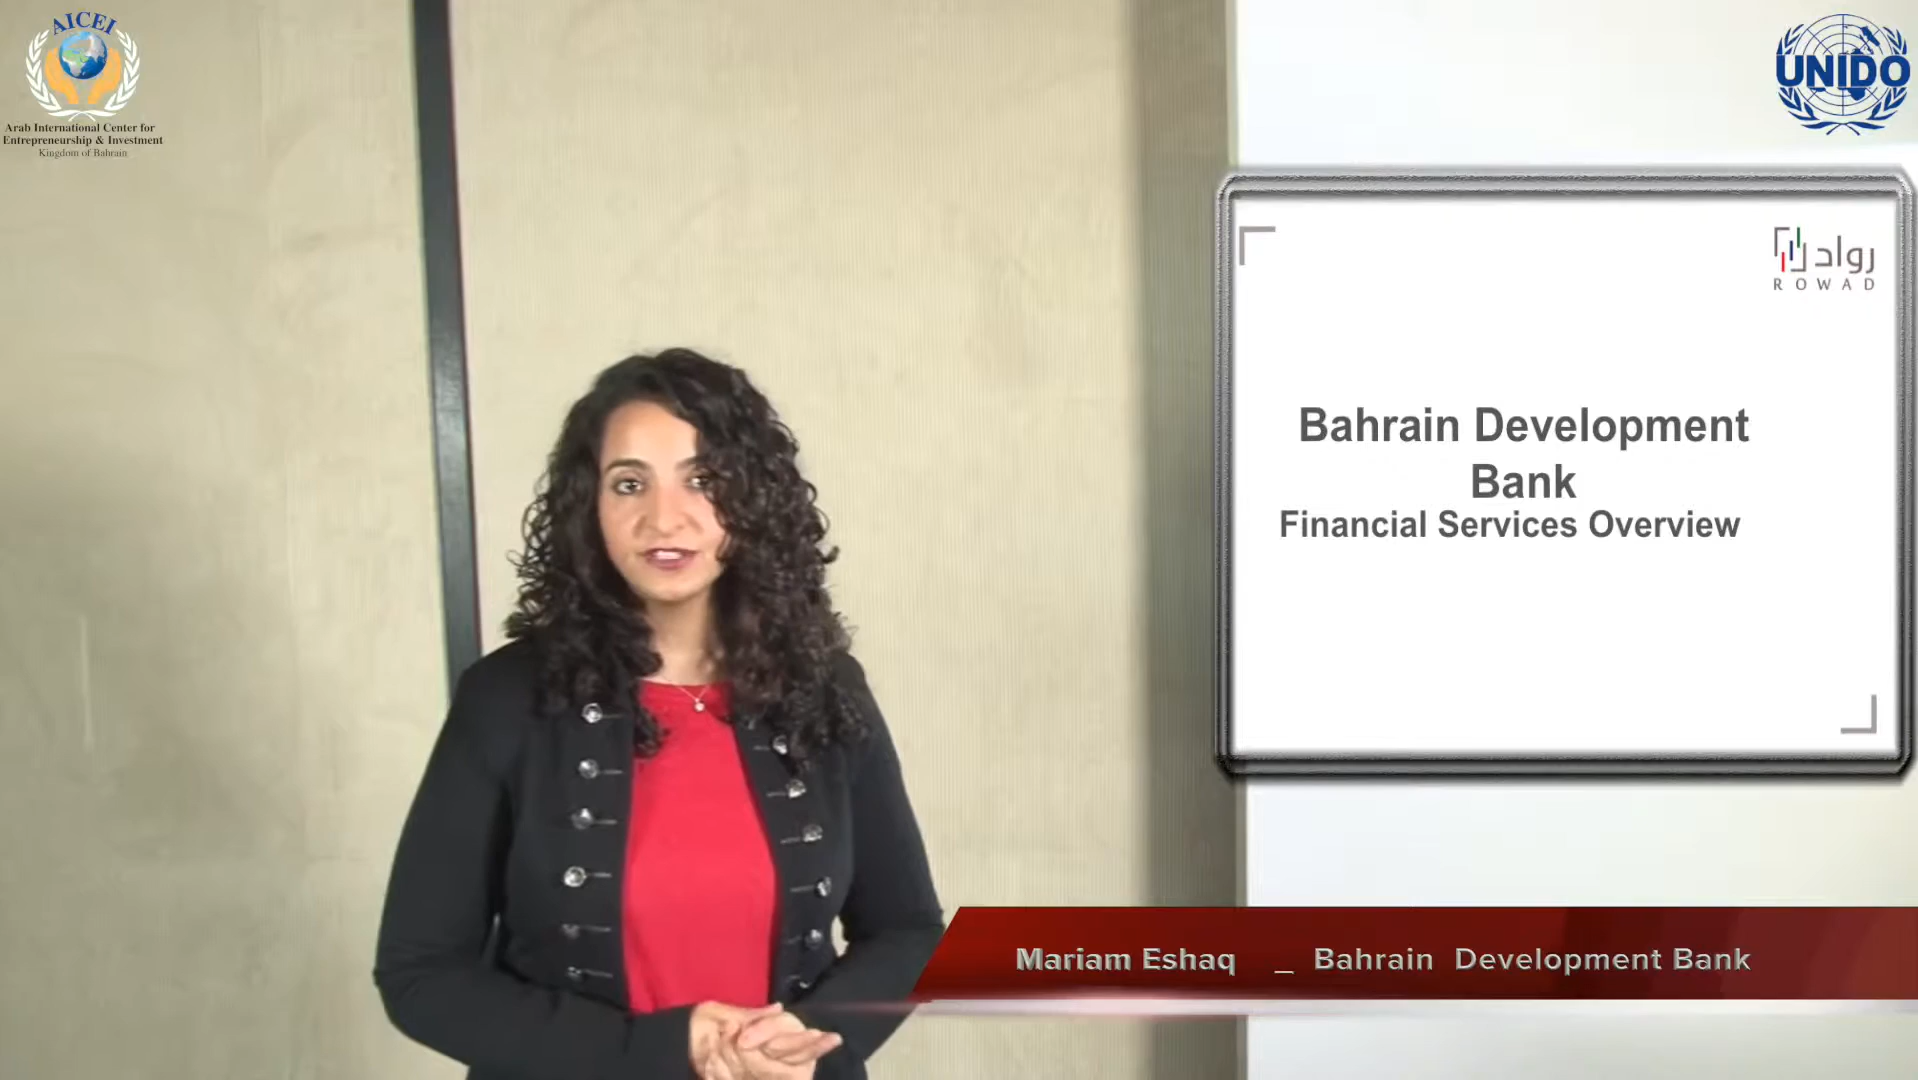 AICEI
Arab International Center for
Entrepreneurship & Investment
Kingdom of Bahrain
UNIDO
رواد
ROWAD
Bahrain Development
Bank
Financial Services Overview
Mariam Eshaq _ Bahrain Development Bank